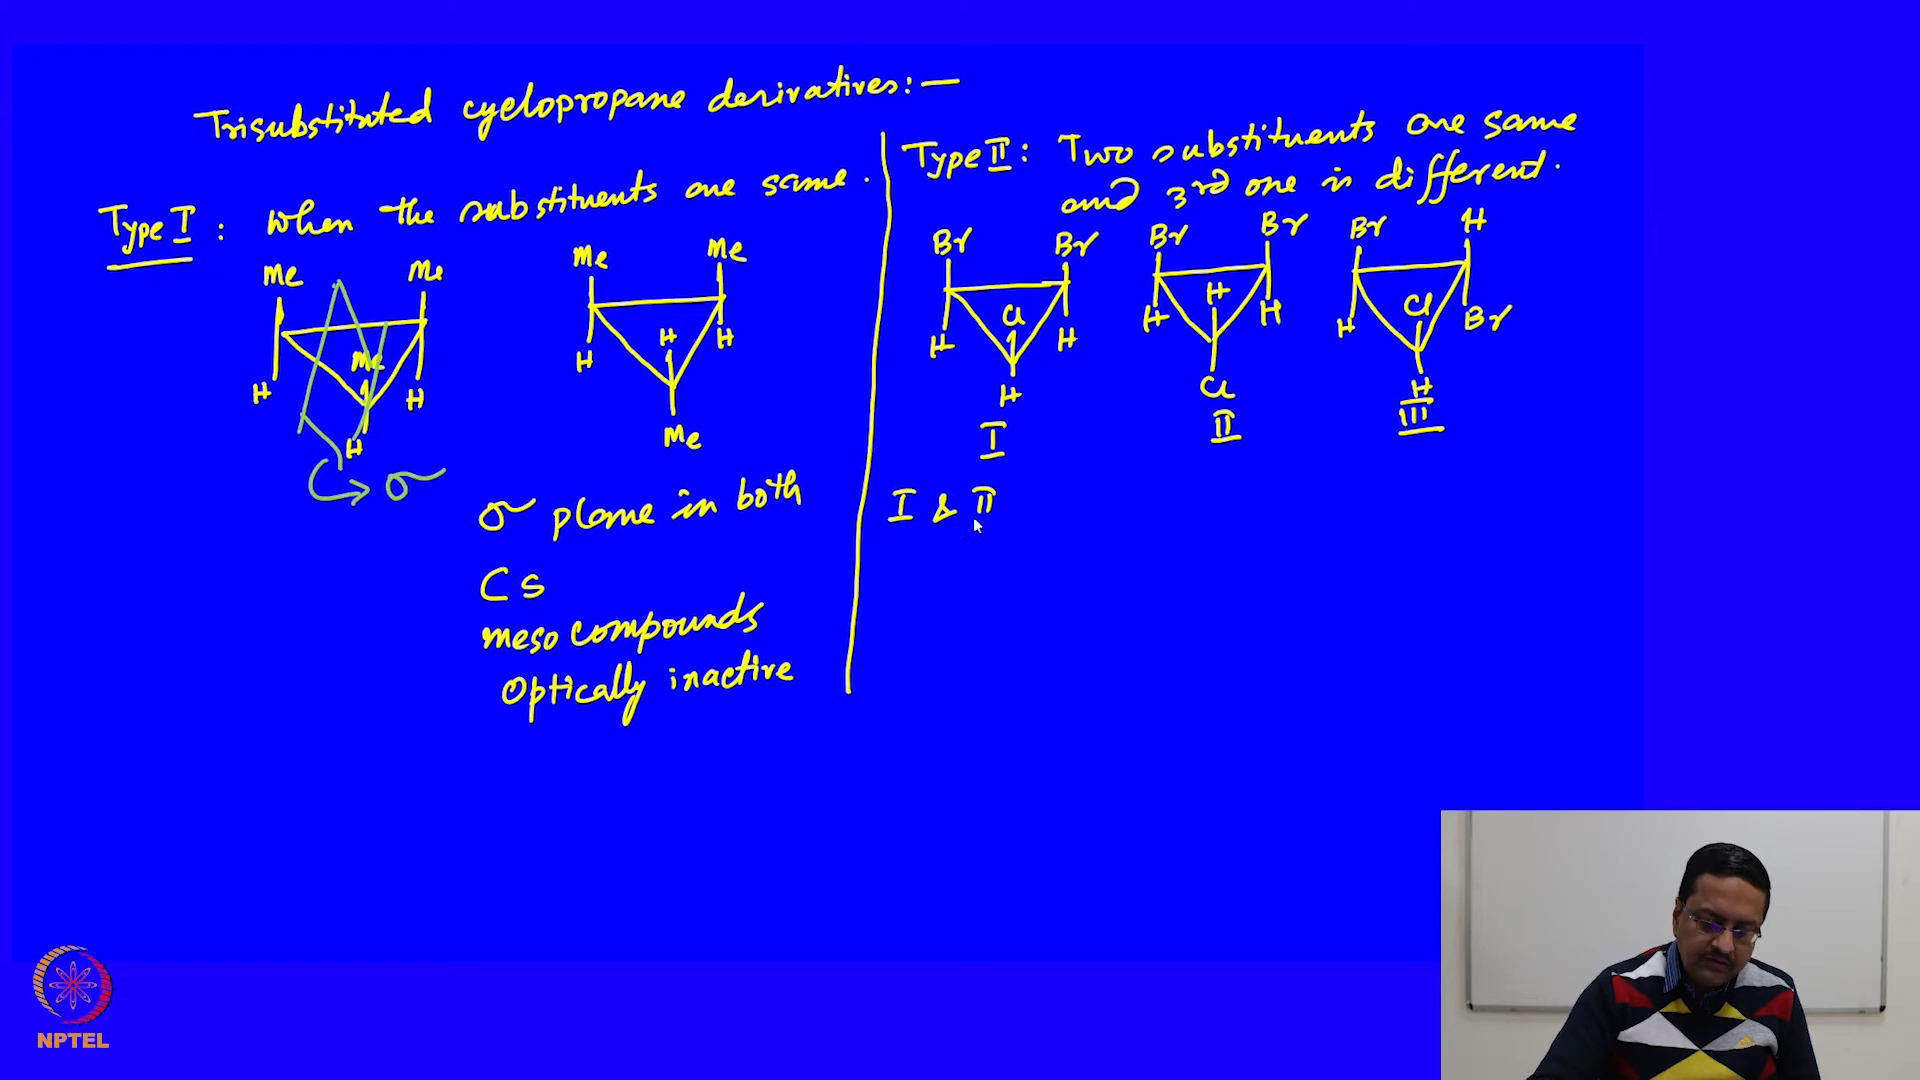 Trisubstituted cyclopropane derivatives:—
Type I: When the substituents are same.
Me Me
Me
H H
H
σ
Me Me
H
H H
Me
σ plane in both
Cs
meso compounds
Optically inactive
Type II: Two substituents are same
and 3rd one is different.
Br Br
Cl
H H
H
I
Br Br
H
H H
Cl
II
Br H
Cl
H Br
H
III
I & II
NPTEL